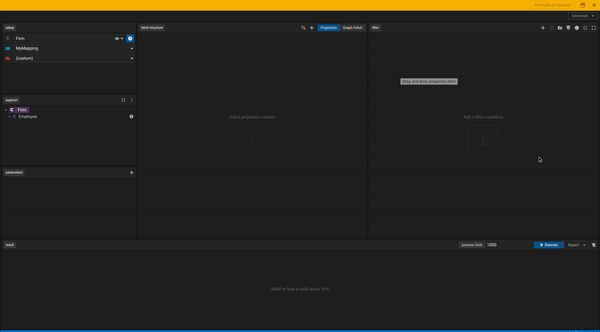 Promote to Service
Advanced
setup
fetch structure
Projection
Graph Fetch
filter
C Firm
MyMapping
(custom)
Drag and drop properties here
explorer
C Firm
C Employee
Add a projection column
Add a filter condition
parameters
result
preview limit
1000
Execute
Export
Build or load a valid query first